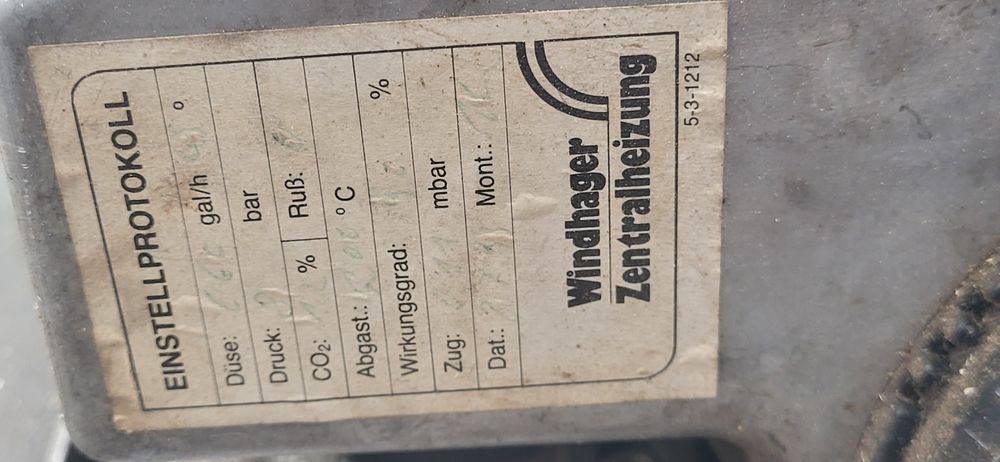 EINSTELLPROTOKOLL
Düse: gal/h °
Druck: bar
CO₂: % Ruß:
Abgast.: °C
Wirkungsgrad: %
Zug: mbar
Dat.: Mont.:
Windhager
Zentralheizung
5-3-1212